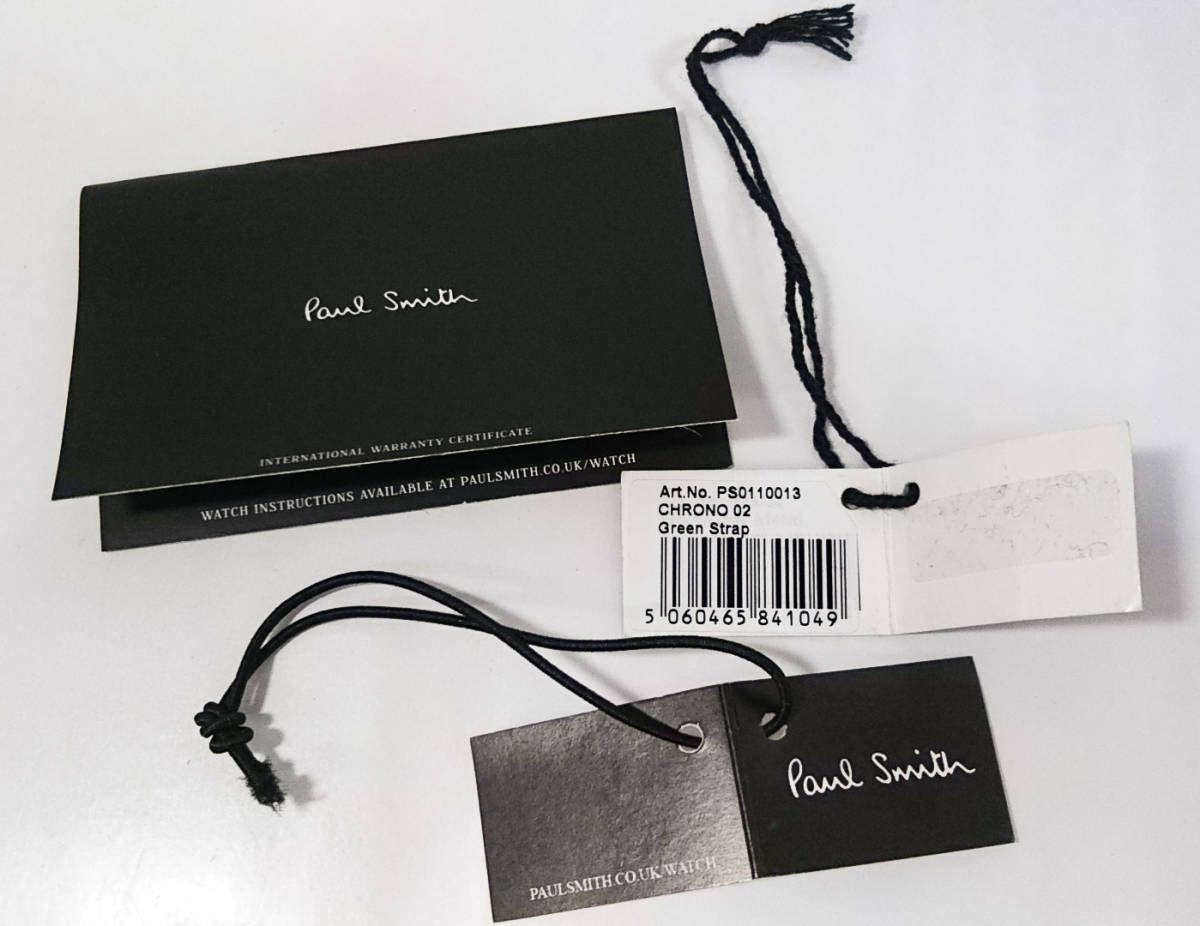 Paul Smith
INTERNATIONAL WARRANTY CERTIFICATE
WATCH INSTRUCTIONS AVAILABLE AT PAULSMITH.CO.UK/WATCH
Art.No. PS0110013
CHRONO 02
Green Strap
5 060465 841049
Paul Smith
PAULSMITH.CO.UK/WATCH